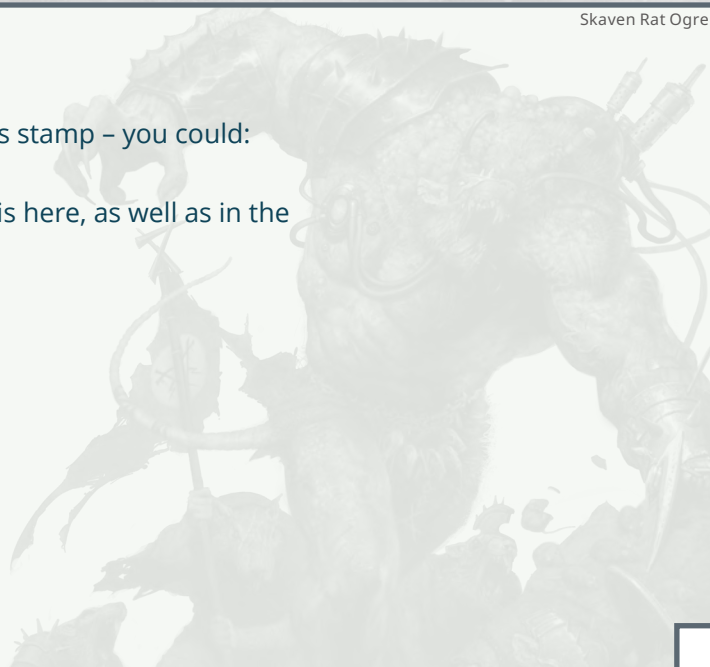 Skaven Rat Ogre
s stamp – you could:
is here, as well as in the